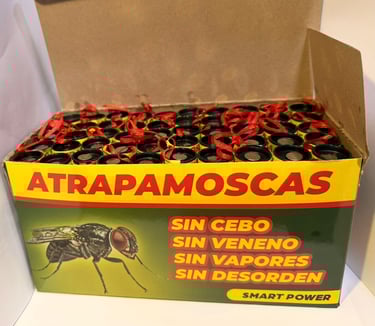 ATRAPAMOSCAS
SIN CEBO
SIN VENENO
SIN VAPORES
SIN DESORDEN
SMART POWER